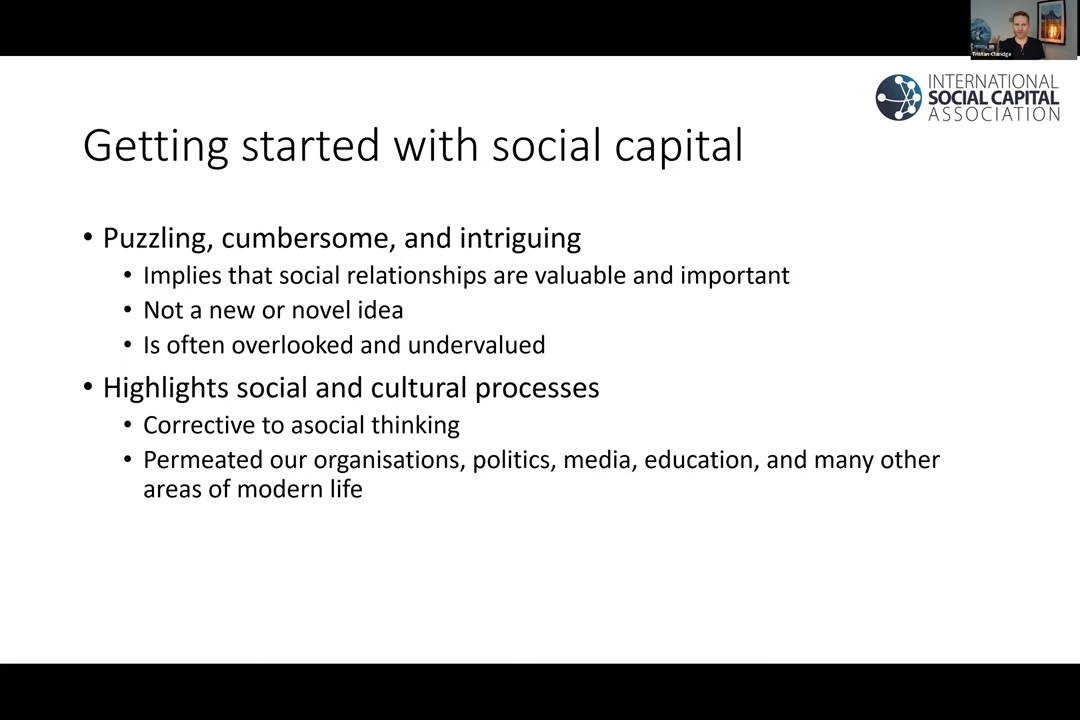 Tristan Claridge
INTERNATIONAL
SOCIAL CAPITAL
ASSOCIATION
Getting started with social capital
• Puzzling, cumbersome, and intriguing
• Implies that social relationships are valuable and important
• Not a new or novel idea
• Is often overlooked and undervalued
• Highlights social and cultural processes
• Corrective to asocial thinking
• Permeated our organisations, politics, media, education, and many other
areas of modern life